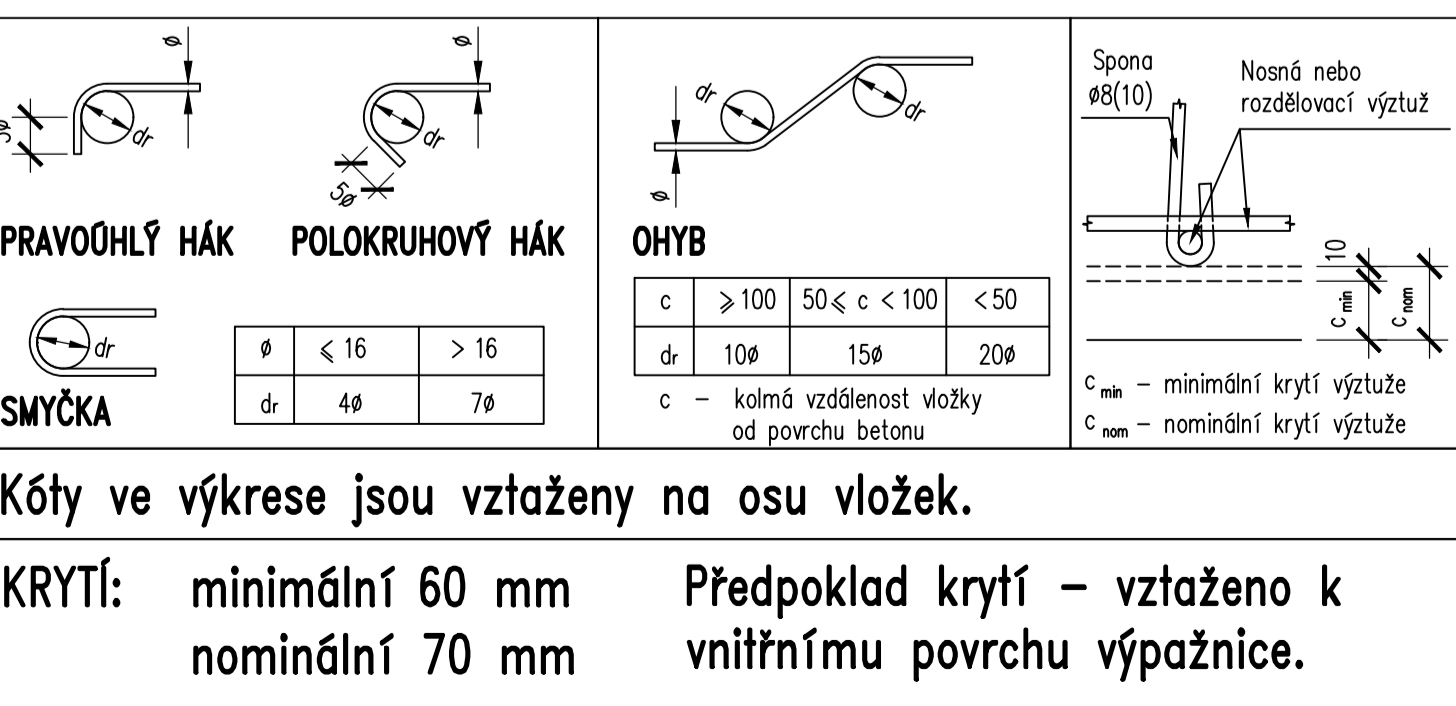 ø
5ø
dr
PRAVOÚHLÝ HÁK
ø
dr
5ø
POLOKRUHOVÝ HÁK
dr
SMYČKA
ø ≤ 16 > 16
dr 4ø 7ø
dr
dr
ø
OHYB
c ≥ 100 50 ≤ c < 100 < 50
dr 10ø 15ø 20ø
c – kolmá vzdálenost vložky
od povrchu betonu
Spona
ø8(10)
Nosná nebo
rozdělovací výztuž
10
c min
c nom
c min – minimální krytí výztuže
c nom – nominální krytí výztuže
Kóty ve výkrese jsou vztaženy na osu vložek.
KRYTÍ: minimální 60 mm
nominální 70 mm
Předpoklad krytí – vztaženo k
vnitřnímu povrchu výpažnice.